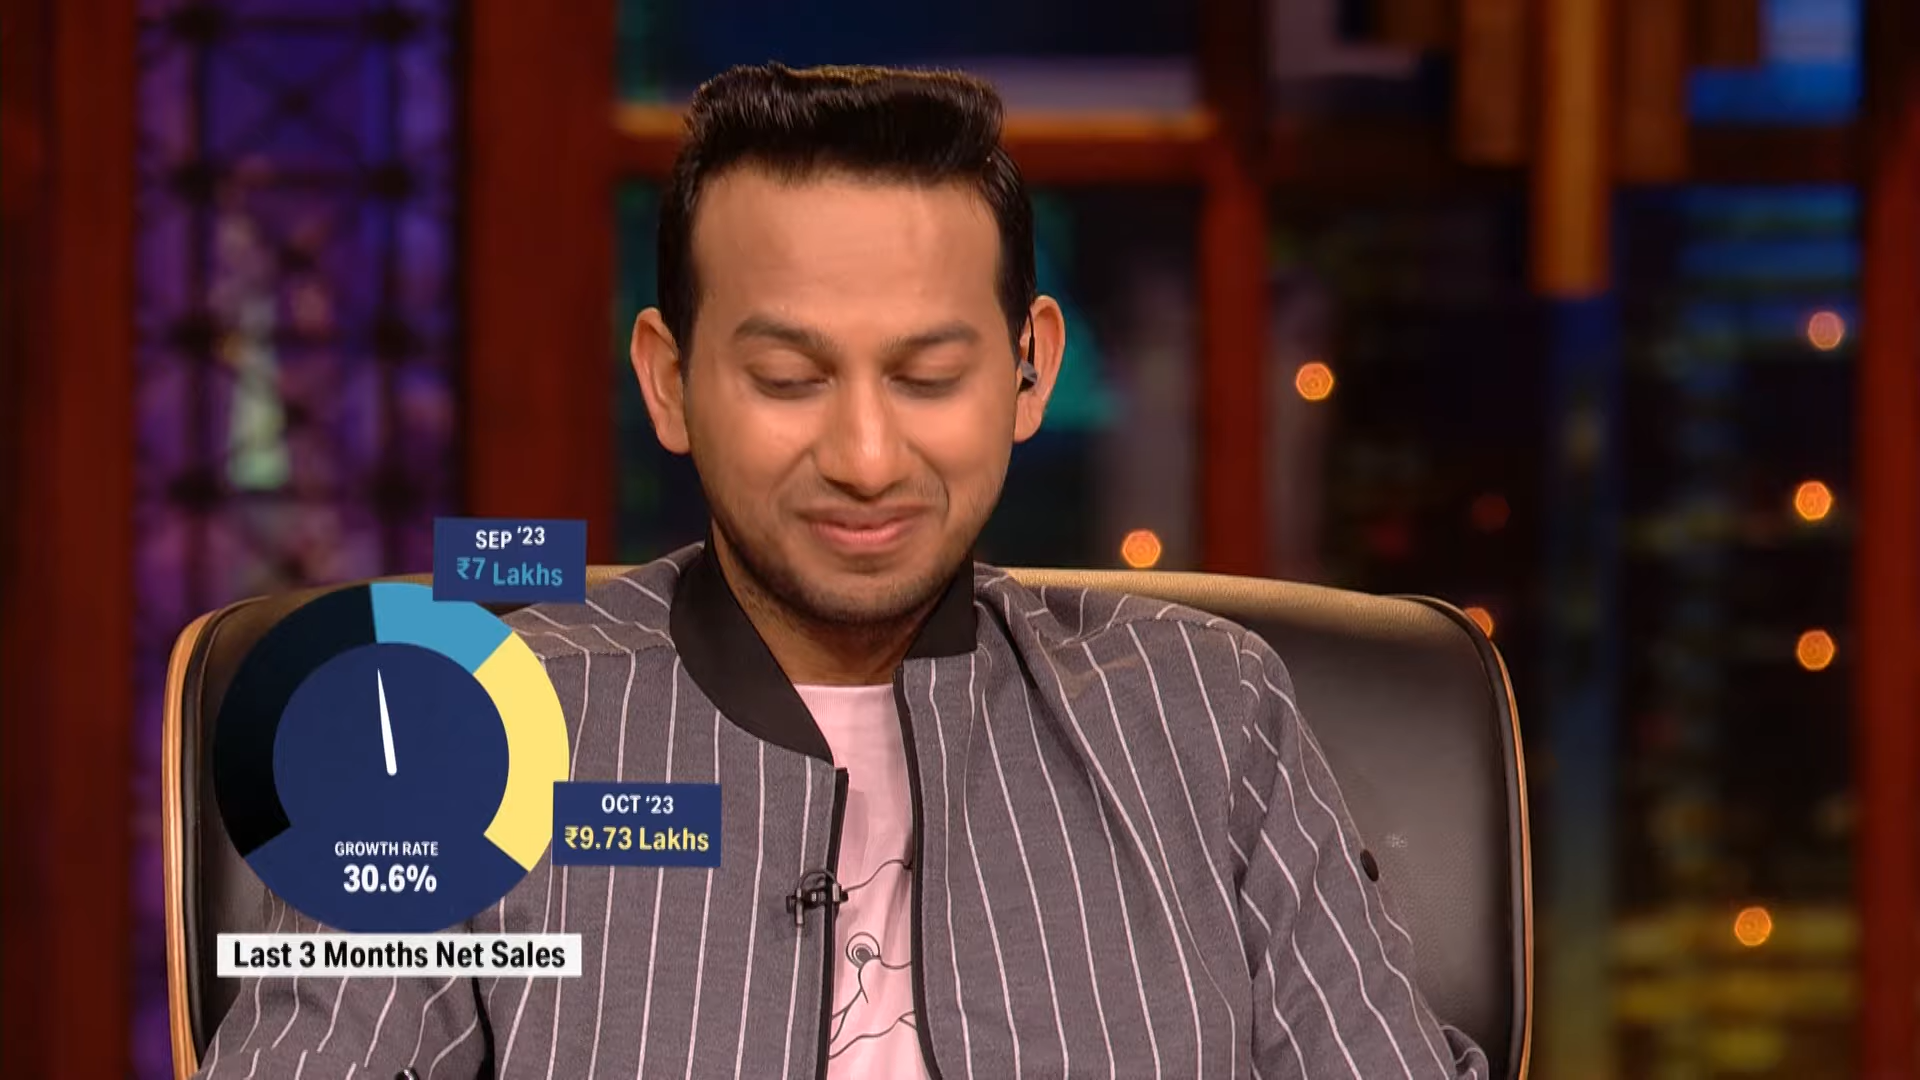 SEP '23
₹7 Lakhs
OCT '23
₹9.73 Lakhs
GROWTH RATE
30.6%
Last 3 Months Net Sales